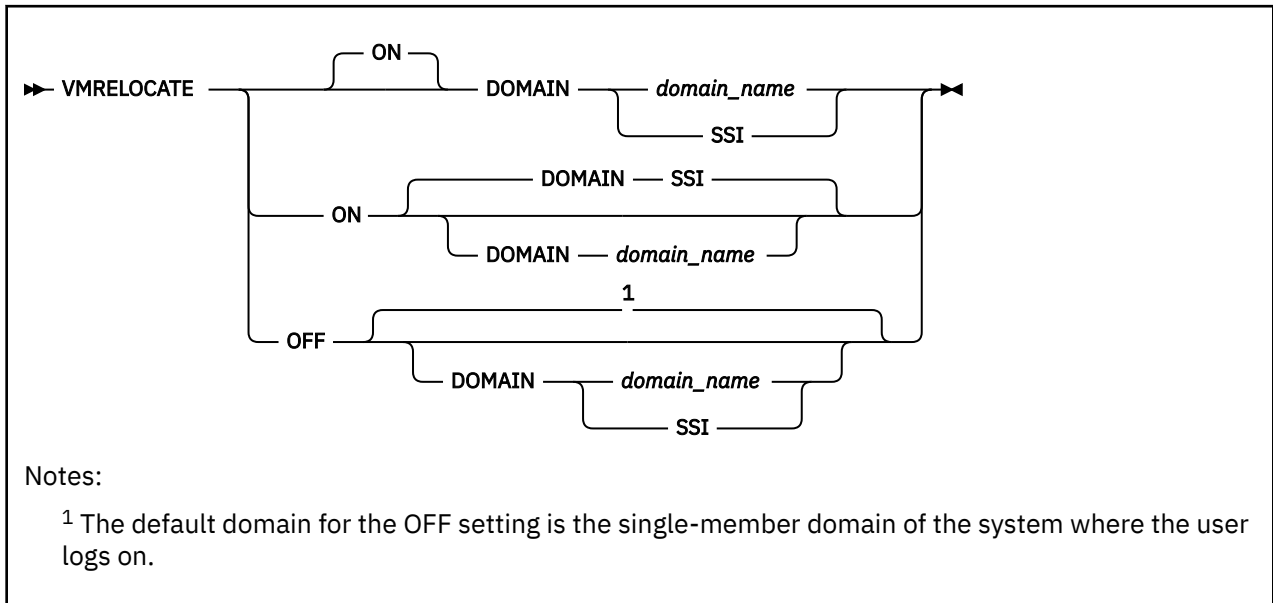 ON
VMRELOCATE DOMAIN domain_name
SSI
DOMAIN SSI
ON
DOMAIN domain_name
1
OFF
DOMAIN domain_name
SSI
Notes:
1 The default domain for the OFF setting is the single-member domain of the system where the user
logs on.